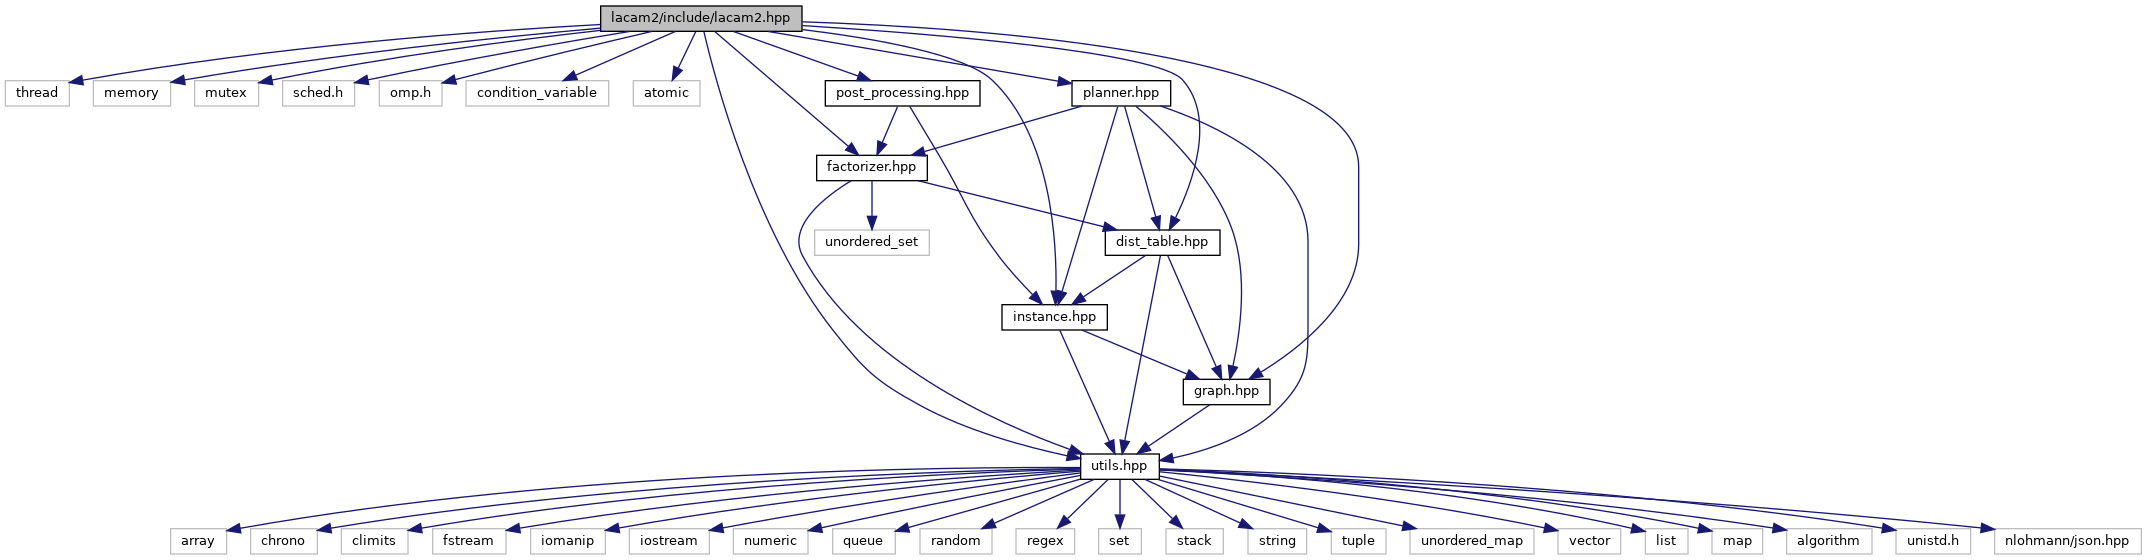 lacam2/include/lacam2.hpp
thread
memory
mutex
sched.h
omp.h
condition_variable
atomic
post_processing.hpp
planner.hpp
factorizer.hpp
unordered_set
dist_table.hpp
instance.hpp
graph.hpp
utils.hpp
array
chrono
climits
fstream
iomanip
iostream
numeric
queue
random
regex
set
stack
string
tuple
unordered_map
vector
list
map
algorithm
unistd.h
nlohmann/json.hpp